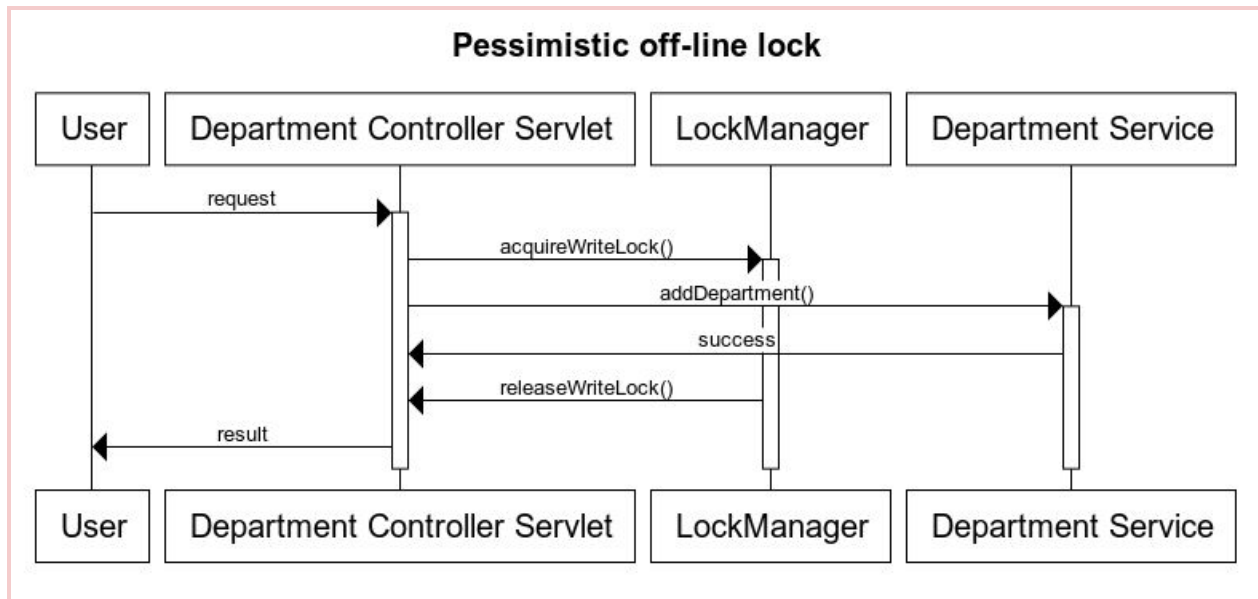 Pessimistic off-line lock
User
Department Controller Servlet
LockManager
Department Service
request
acquireWriteLock()
addDepartment()
success
releaseWriteLock()
result
User
Department Controller Servlet
LockManager
Department Service